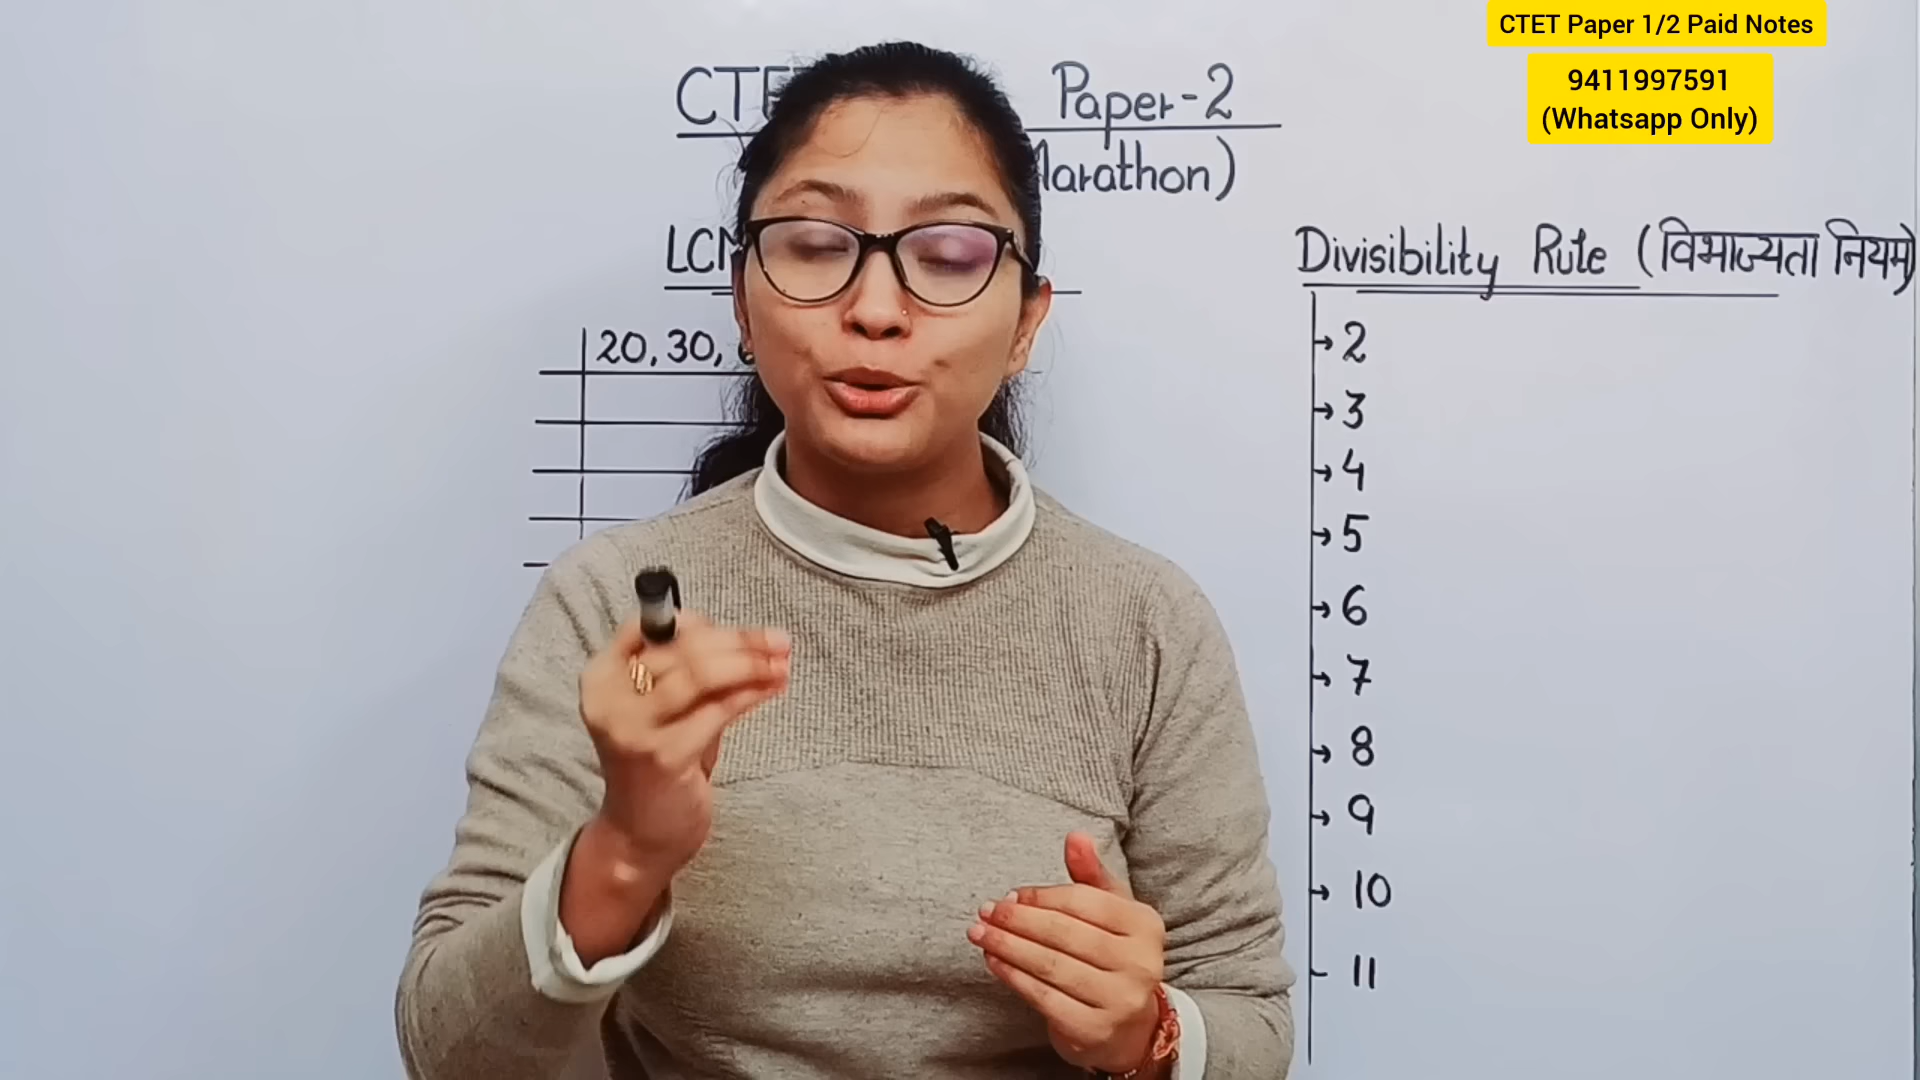 CTET Paper 1/2 Paid Notes
9411997591
(Whatsapp Only)
Paper-2
Marathon)
Divisibility Rule (विभाज्यता नियम)
20, 30,
→ 2
→ 3
→ 4
→ 5
→ 6
→ 7
→ 8
→ 9
→ 10
- 11